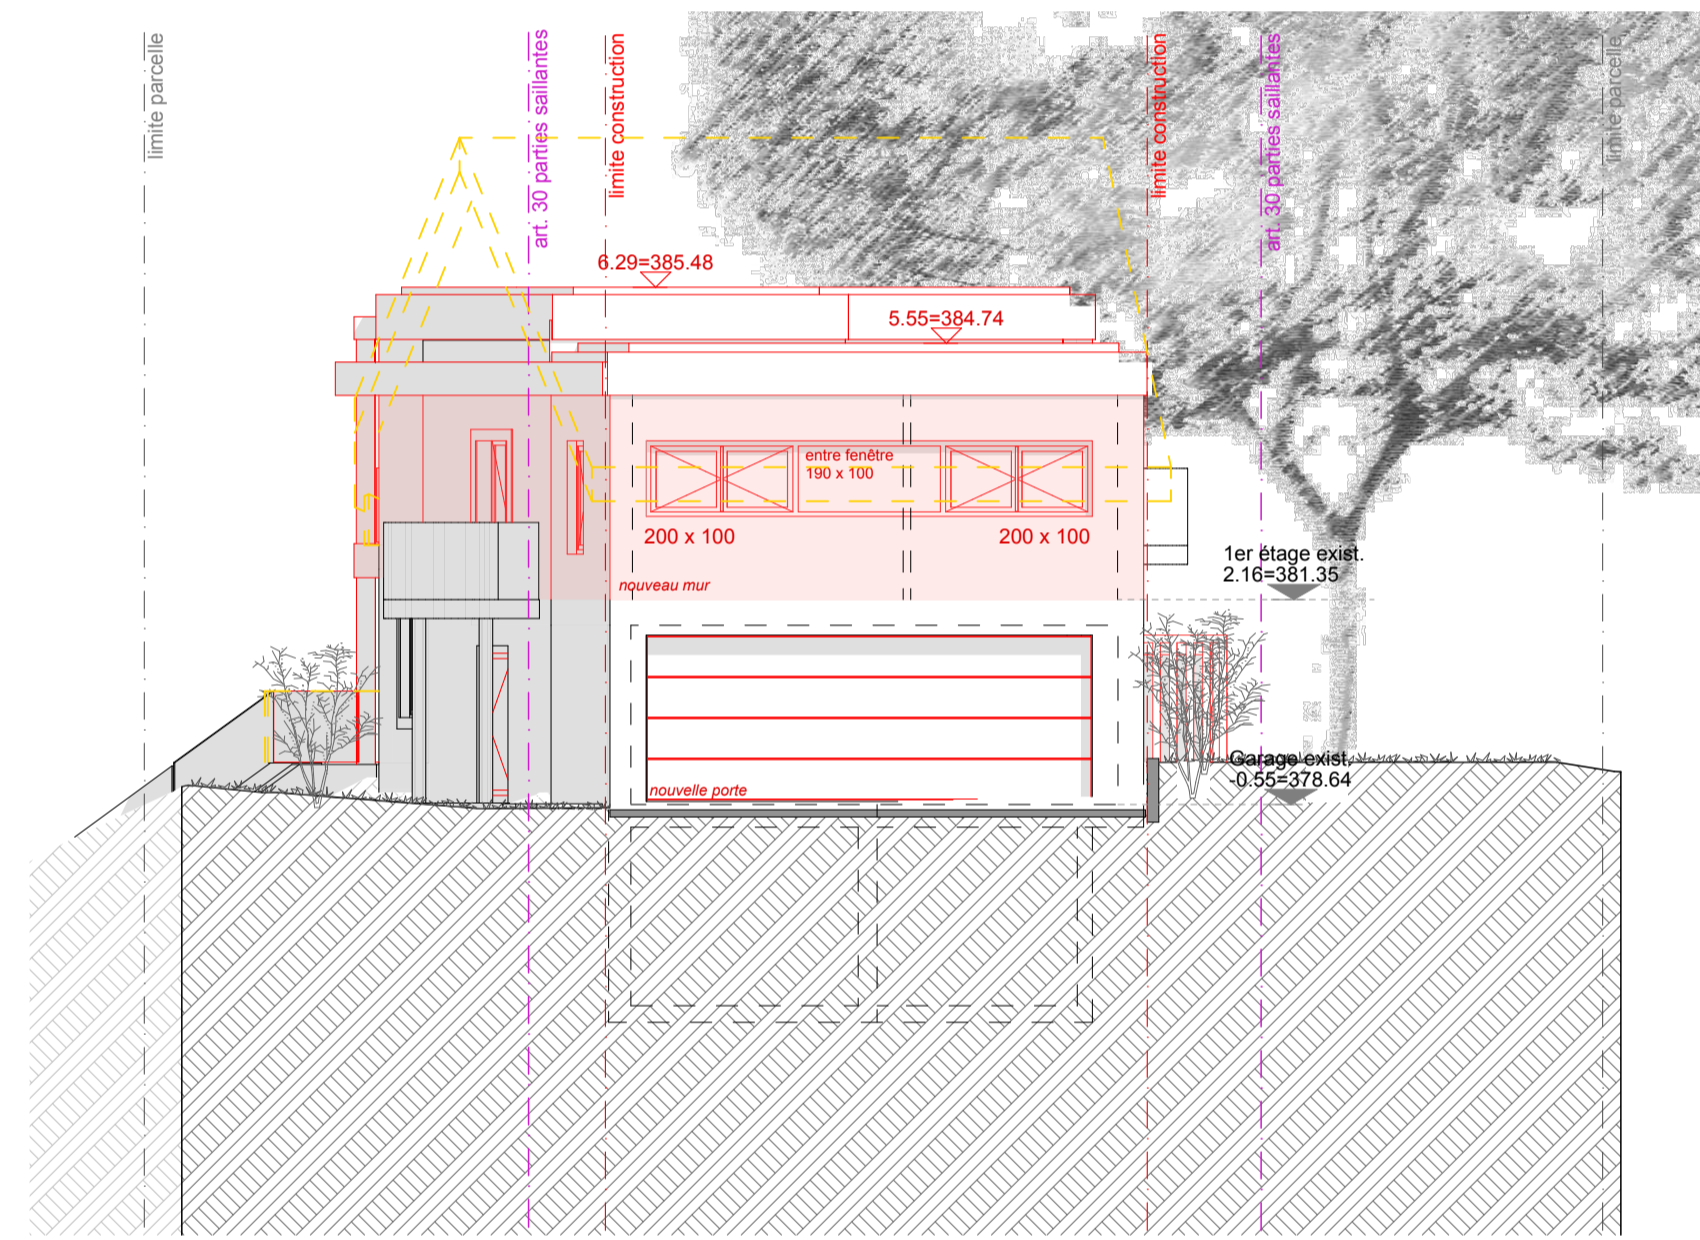 limite parcelle
art. 30 parties saillantes
limite construction
limite construction
art. 30 parties saillantes
limite parcelle
6.29=385.48
5.55=384.74
entre fenêtre
190 x 100
200 x 100
200 x 100
nouveau mur
1er étage exist.
2.16=381.35
Garage exist.
-0.55=378.64
nouvelle porte